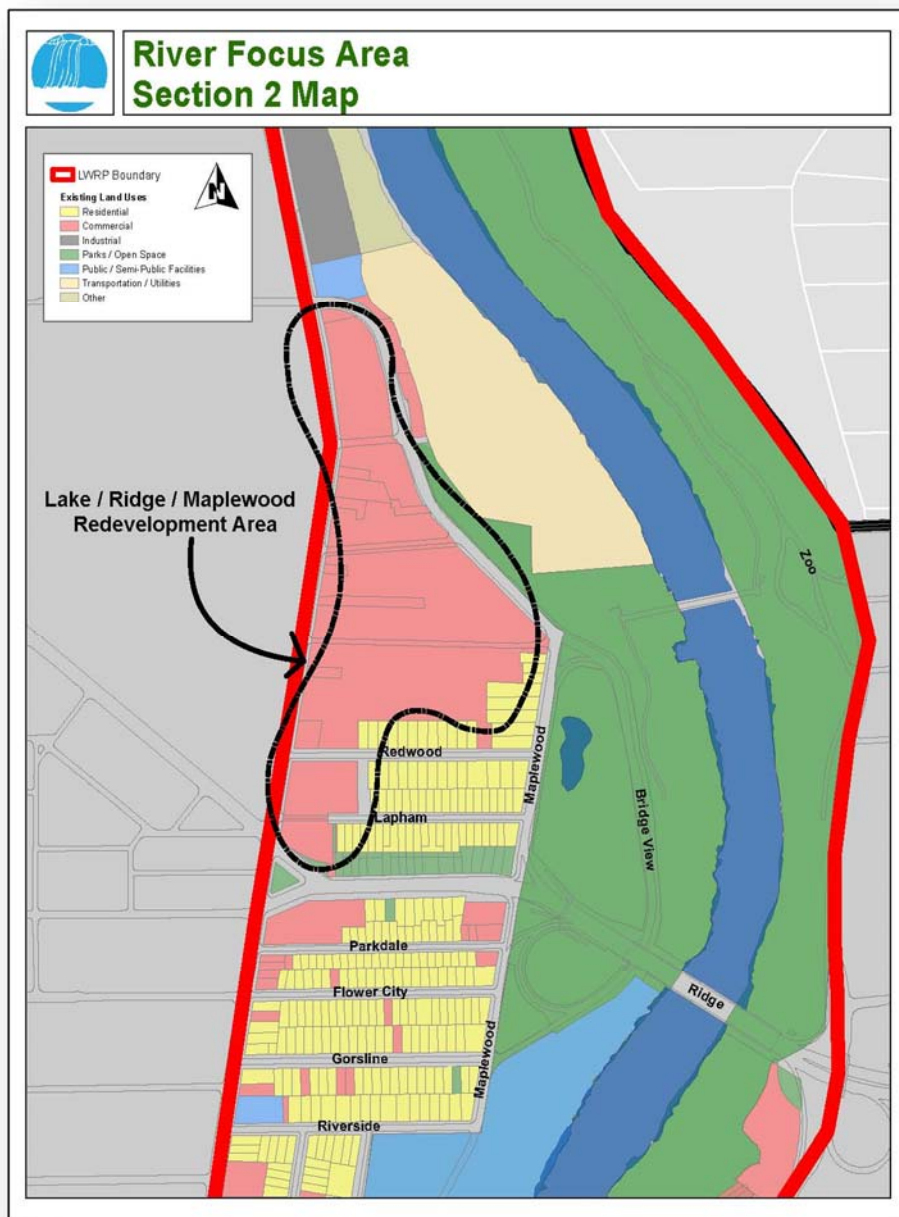 River Focus Area
Section 2 Map
LWRP Boundary
N
Existing Land Uses
Residential
Commercial
Industrial
Parks / Open Space
Public / Semi-Public Facilities
Transportation / Utilities
Other
Lake / Ridge / Maplewood
Redevelopment Area
Zoo
Redwood
Maplewood
Lapham
Bridge View
Parkdale
Flower City
Ridge
Gorsline
Maplewood
Riverside